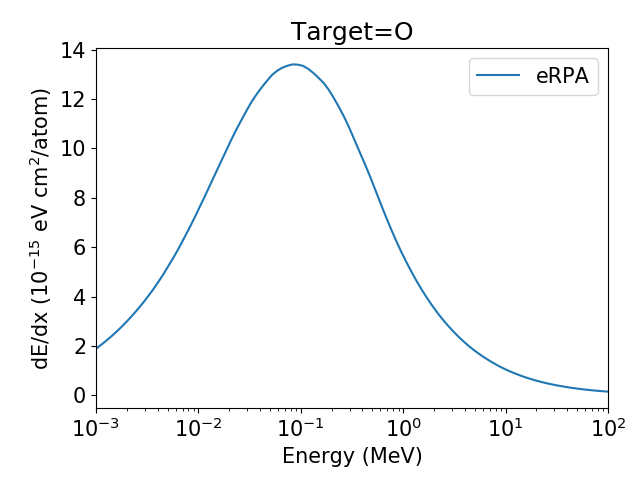 Target=O
eRPA
dE/dx (10⁻¹⁵ eV cm²/atom)
14
12
10
8
6
4
2
0
10⁻³ 10⁻² 10⁻¹ 10⁰ 10¹ 10²
Energy (MeV)